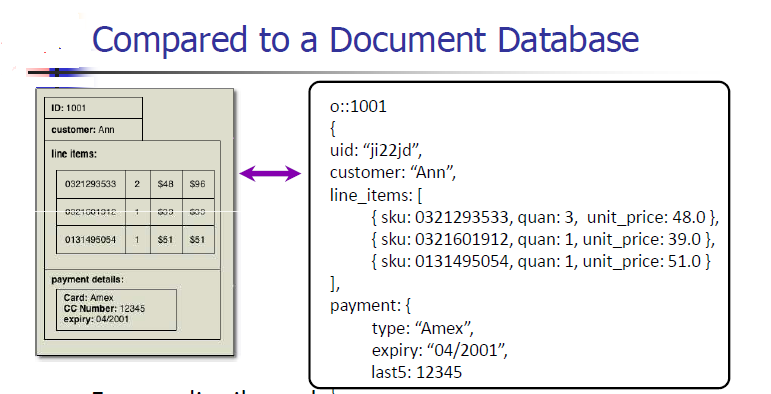 Compared to a Document Database
ID: 1001
customer: Ann
line items:
0321293533 2 $48 $96
0321601912 1 $39 $39
0131495054 1 $51 $51
payment details:
Card: Amex
CC Number: 12345
expiry: 04/2001
o::1001
{
uid: “ji22jd”,
customer: “Ann”,
line_items: [
{ sku: 0321293533, quan: 3, unit_price: 48.0 },
{ sku: 0321601912, quan: 1, unit_price: 39.0 },
{ sku: 0131495054, quan: 1, unit_price: 51.0 }
],
payment: {
type: “Amex”,
expiry: “04/2001”,
last5: 12345